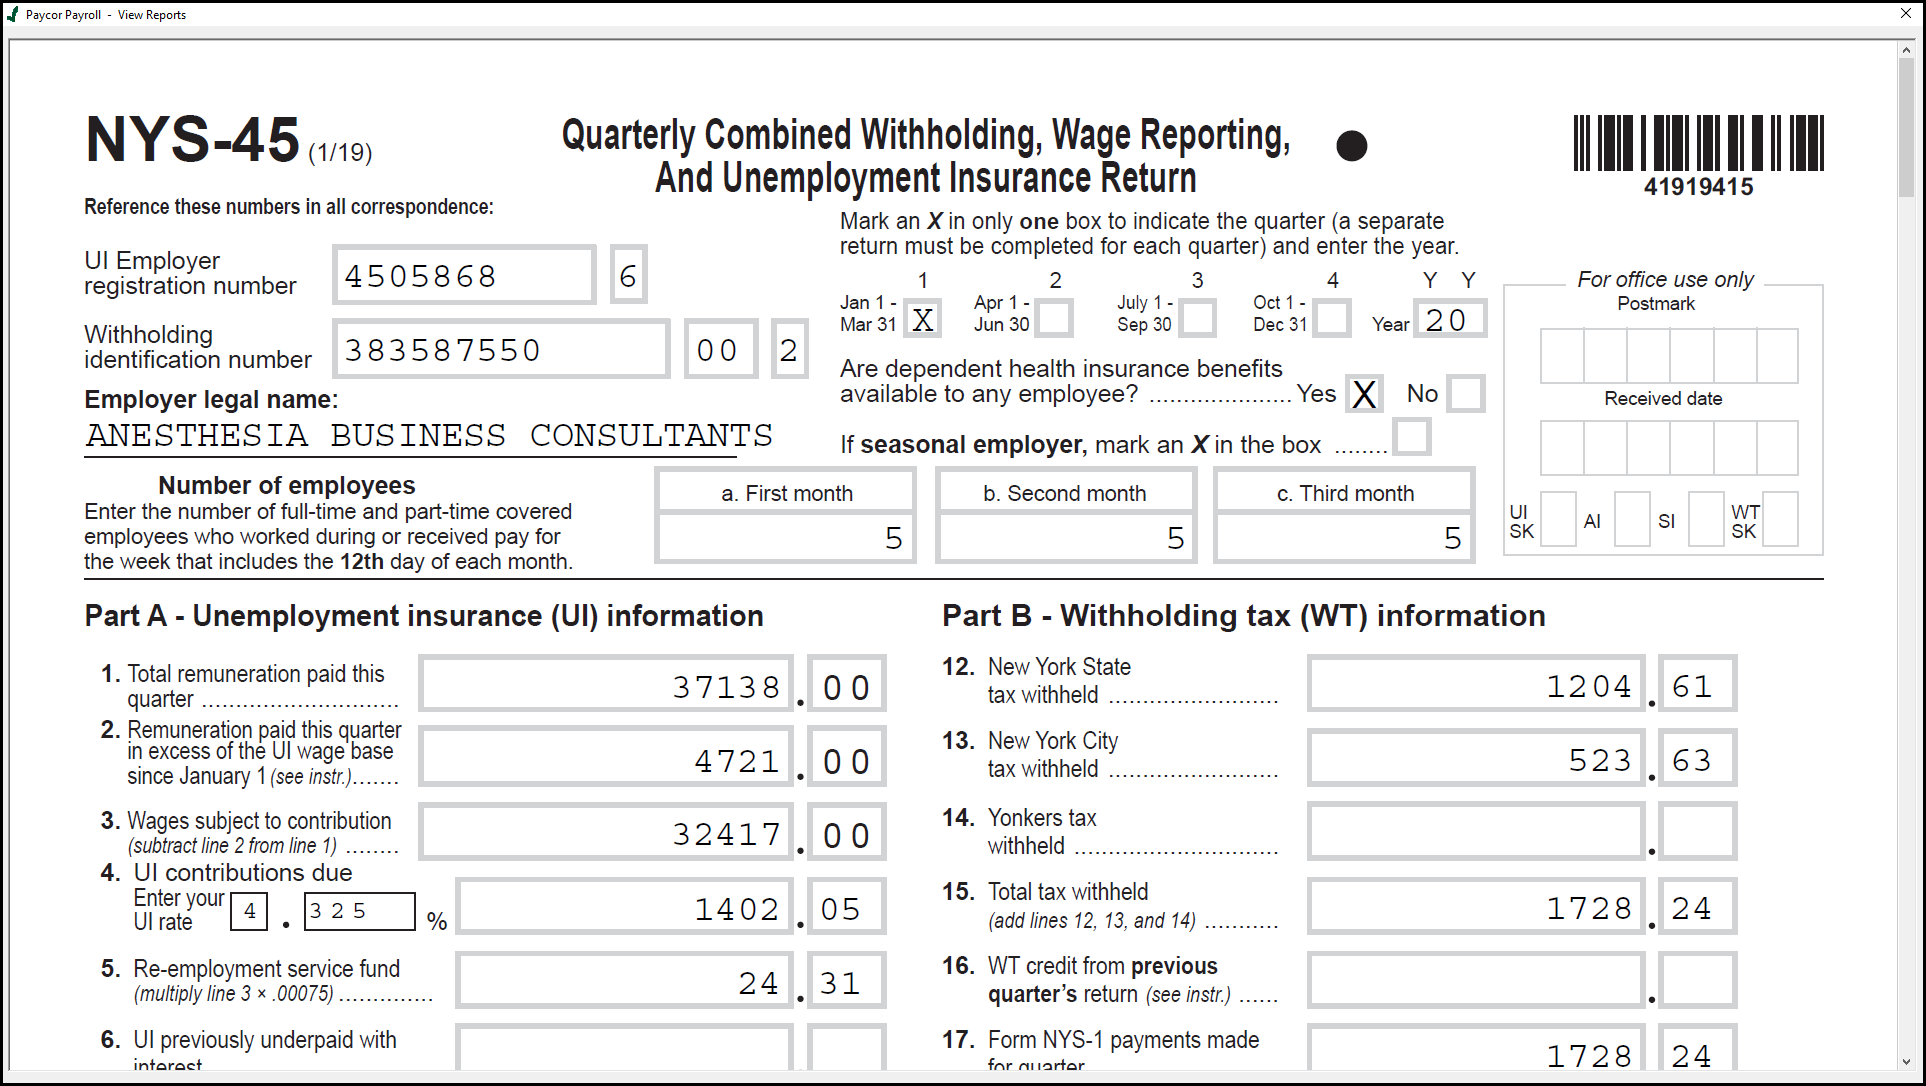 Paycor Payroll - View Reports
NYS-45 (1/19)
Quarterly Combined Withholding, Wage Reporting,
And Unemployment Insurance Return
41919415
Reference these numbers in all correspondence:
UI Employer
registration number
4505868 6
Withholding
identification number
383587550 00 2
Employer legal name:
ANESTHESIA BUSINESS CONSULTANTS
Mark an X in only one box to indicate the quarter (a separate
return must be completed for each quarter) and enter the year.
1 2 3 4 Y Y
Jan 1 -
Mar 31 X
Apr 1 -
Jun 30
July 1 -
Sep 30
Oct 1 -
Dec 31
Year 20
Are dependent health insurance benefits
available to any employee? ..................... Yes X No
If seasonal employer, mark an X in the box ........
For office use only
Postmark
Received date
UI
SK
AI
SI
WT
SK
Number of employees
Enter the number of full-time and part-time covered
employees who worked during or received pay for
the week that includes the 12th day of each month.
a. First month
5
b. Second month
5
c. Third month
5
Part A - Unemployment insurance (UI) information
1. Total remuneration paid this
quarter ............................. 37138.00
2. Remuneration paid this quarter
in excess of the UI wage base
since January 1 (see instr.)....... 4721.00
3. Wages subject to contribution
(subtract line 2 from line 1) ........ 32417.00
4. UI contributions due
Enter your
UI rate 4 . 325 % 1402.05
5. Re-employment service fund
(multiply line 3 × .00075) .............. 24.31
6. UI previously underpaid with
interest
Part B - Withholding tax (WT) information
12. New York State
tax withheld ......................... 1204.61
13. New York City
tax withheld ......................... 523.63
14. Yonkers tax
withheld .............................. .
15. Total tax withheld
(add lines 12, 13, and 14) ........... 1728.24
16. WT credit from previous
quarter's return (see instr.) ...... .
17. Form NYS-1 payments made
for quarter 1728 24